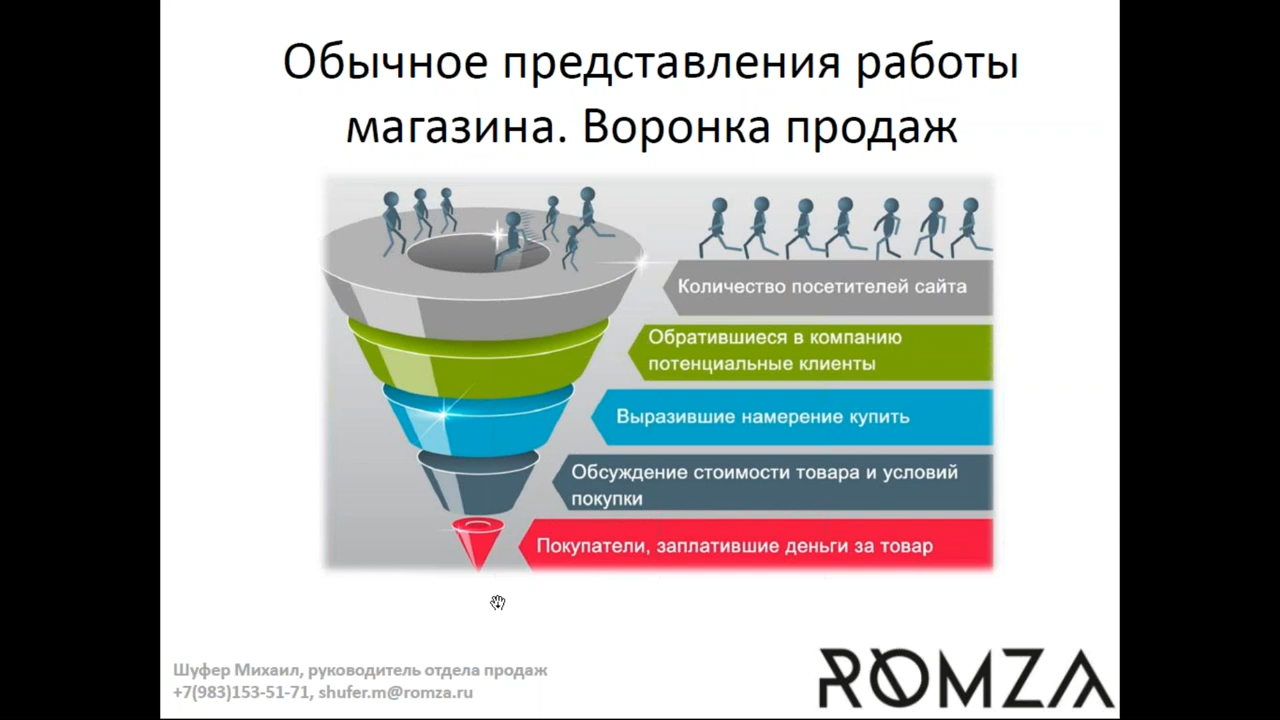 Обычное представления работы
магазина. Воронка продаж
Количество посетителей сайта
Обратившиеся в компанию
потенциальные клиенты
Выразившие намерение купить
Обсуждение стоимости товара и условий
покупки
Покупатели, заплатившие деньги за товар
Шуфер Михаил, руководитель отдела продаж
+7(983)153-51-71, shufer.m@romza.ru
ROMZA